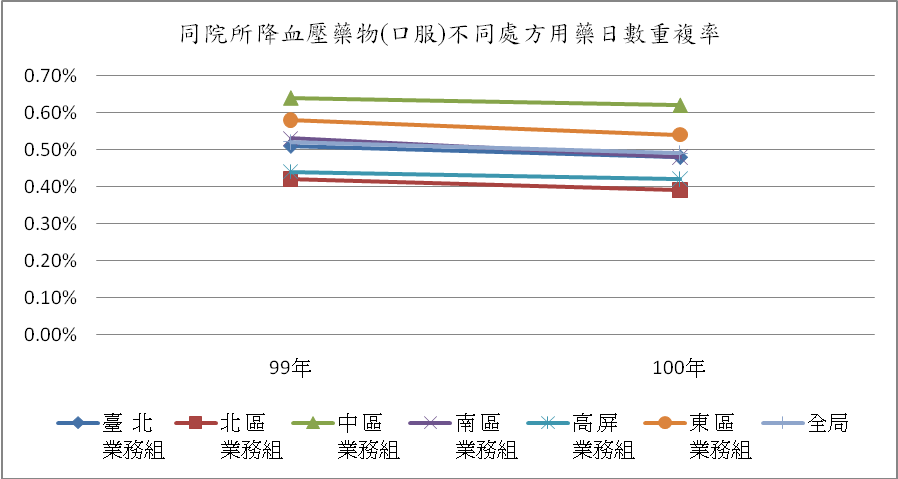 同院所降血壓藥物(口服)不同處方用藥日數重複率
0.70%
0.60%
0.50%
0.40%
0.30%
0.20%
0.10%
0.00%
99年 100年
臺 北 北區 中區 南區 高屏 東區 全局
業務組 業務組 業務組 業務組 業務組 業務組